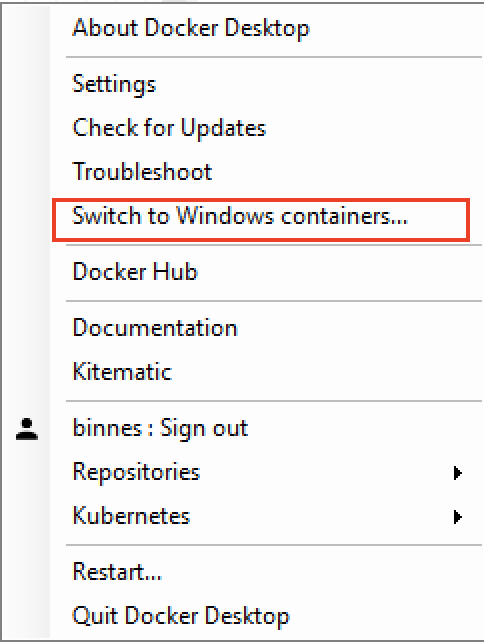 About Docker Desktop
Settings
Check for Updates
Troubleshoot
Switch to Windows containers...
Docker Hub
Documentation
Kitematic
binnes : Sign out
Repositories
Kubernetes
Restart...
Quit Docker Desktop